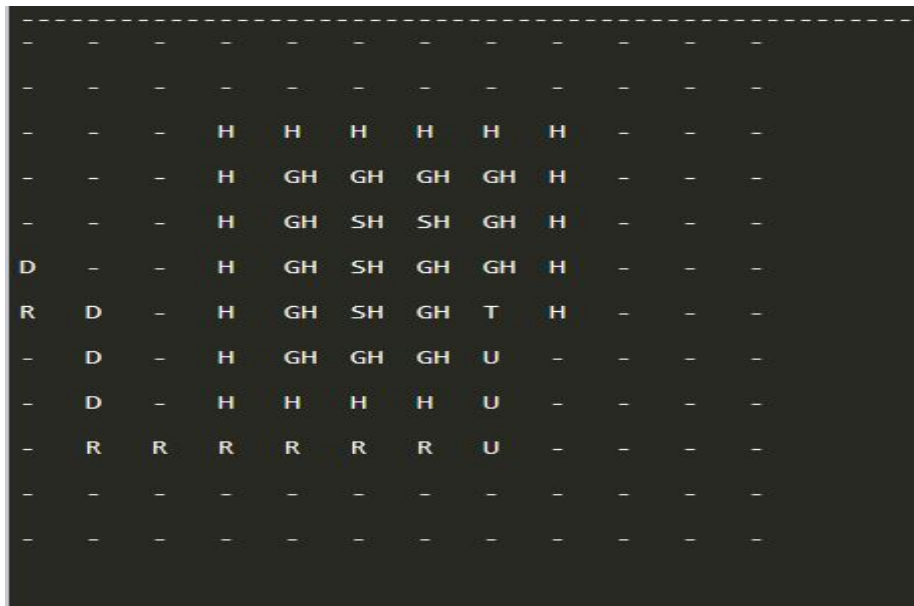 -------------------------------------------------------
- - - - - - - - - - - -
- - - - - - - - - - - -
- - - H H H H H H - - -
- - - H GH GH GH GH H - - -
- - - H GH SH SH GH H - - -
D - - H GH SH GH GH H - - -
R D - H GH SH GH T H - - -
- D - H GH GH GH U - - - -
- D - H H H H U - - - -
- R R R R R R U - - - -
- - - - - - - - - - - -
- - - - - - - - - - - -